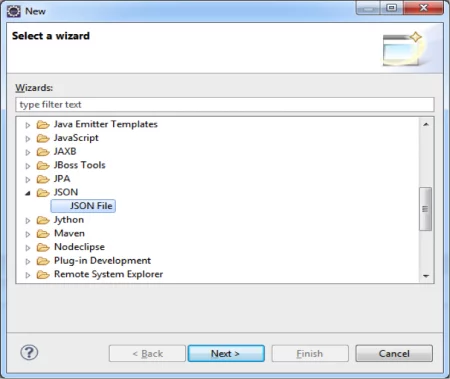 New
Select a wizard
Wizards:
type filter text
Java Emitter Templates
JavaScript
JAXB
JBoss Tools
JPA
JSON
JSON File
Jython
Maven
Nodeclipse
Plug-in Development
Remote System Explorer
< Back
Next >
Finish
Cancel